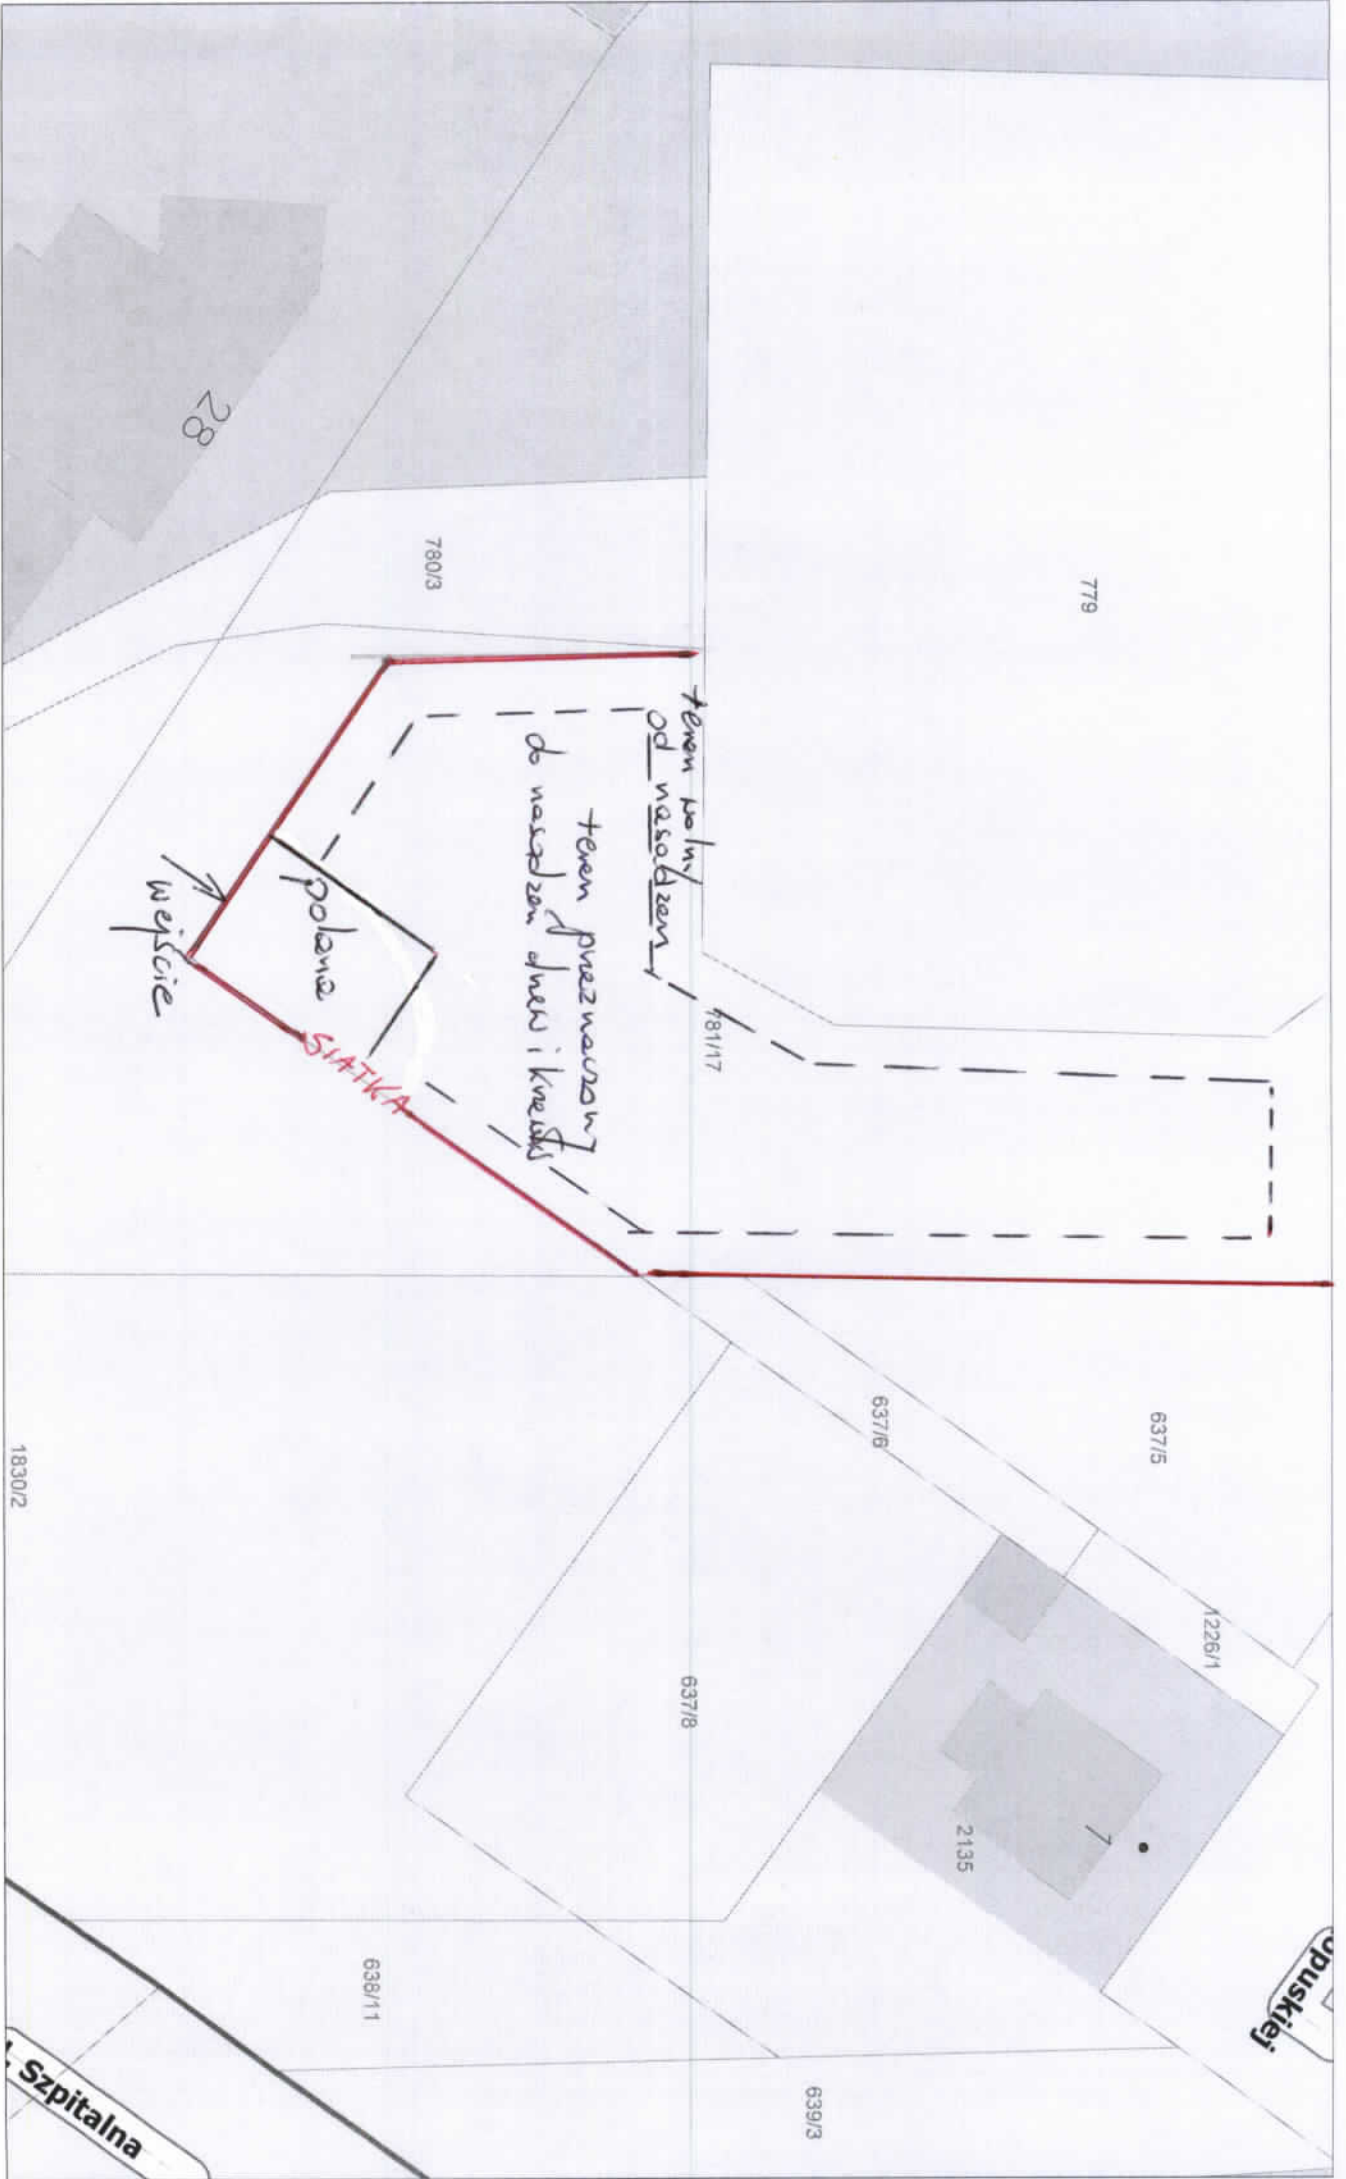 opuskiej
779
637/5
1226/1
7
2135
637/6
639/3
781/17
637/8
teren wolny
od nasadzeń
teren przeznaczony
do nasadzeń drzew i krzewów
780/3
polana
SIATKA
638/11
28
wejście
1830/2
l. Szpitalna